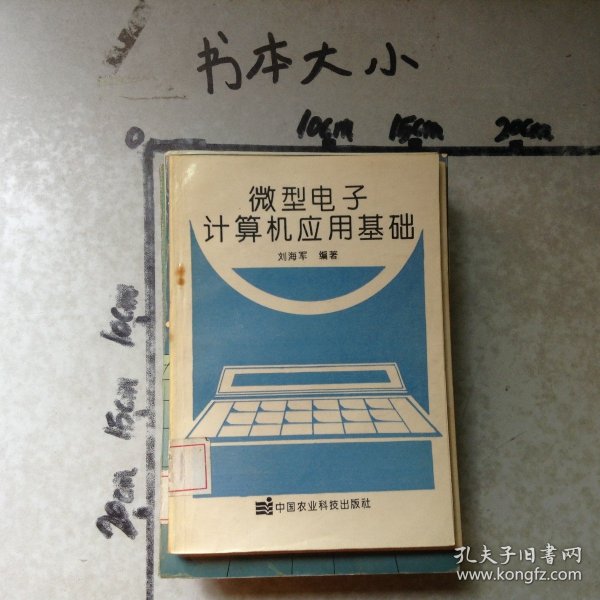 书本大小
10cm 15cm 20cm
0
10cm
15cm
20cm
微型电子
计算机应用基础
刘海军 编著
中国农业科技出版社
孔夫子旧书网
www.kongfz.com